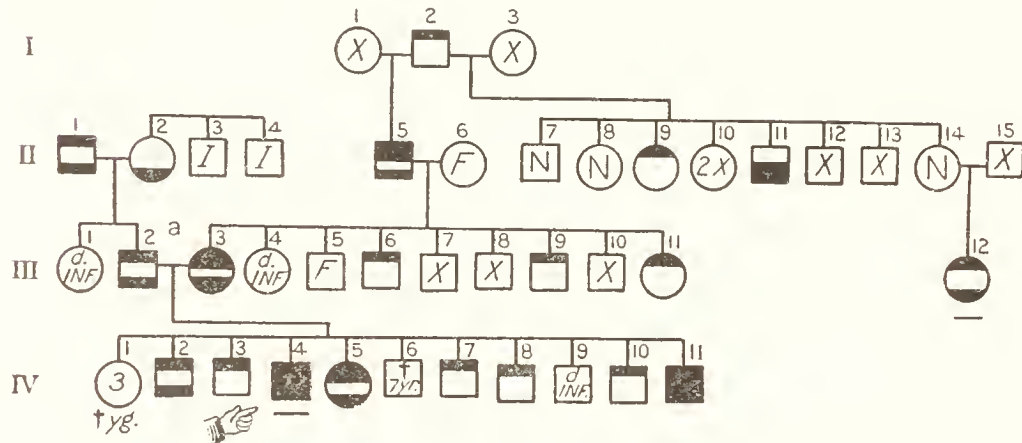 1 2 3
I X X
1 2 3 4 5 6 7 8 9 10 11 12 13 14 15
II I I F N N 2X X X N X
1 2 a 3 4 5 6 7 8 9 10 11 12
III d. INF d. INF F X X X
1 2 3 4 5 6 7 8 9 10 11
IV 3 † 7yr. d INF.
† yg.